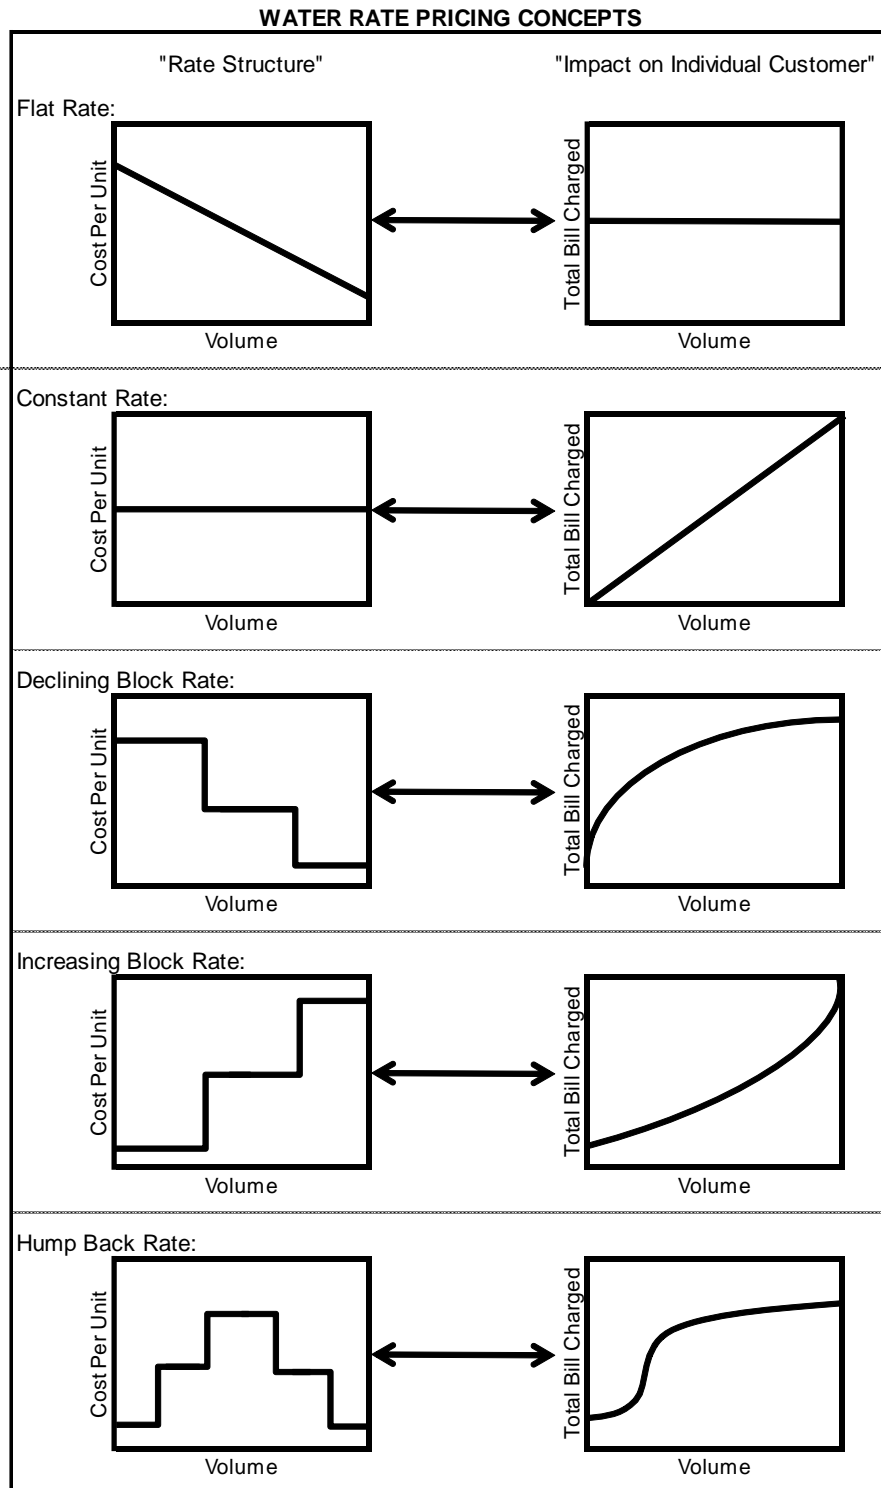 WATER RATE PRICING CONCEPTS
"Rate Structure"
"Impact on Individual Customer"
Flat Rate:
Cost Per Unit
Volume
Total Bill Charged
Volume
Constant Rate:
Cost Per Unit
Volume
Total Bill Charged
Volume
Declining Block Rate:
Cost Per Unit
Volume
Total Bill Charged
Volume
Increasing Block Rate:
Cost Per Unit
Volume
Total Bill Charged
Volume
Hump Back Rate:
Cost Per Unit
Volume
Total Bill Charged
Volume